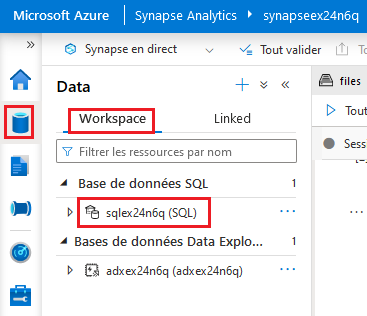 Microsoft Azure | Synapse Analytics › synapseex24n6q
Synapse en direct
Tout valider
Data
files
Workspace
Linked
Tout
Filtrer les ressources par nom
Sess
Base de données SQL 1
sqlex24n6q (SQL) ...
Bases de données Data Explo... 1
adxex24n6q (adxex24n6q) ...